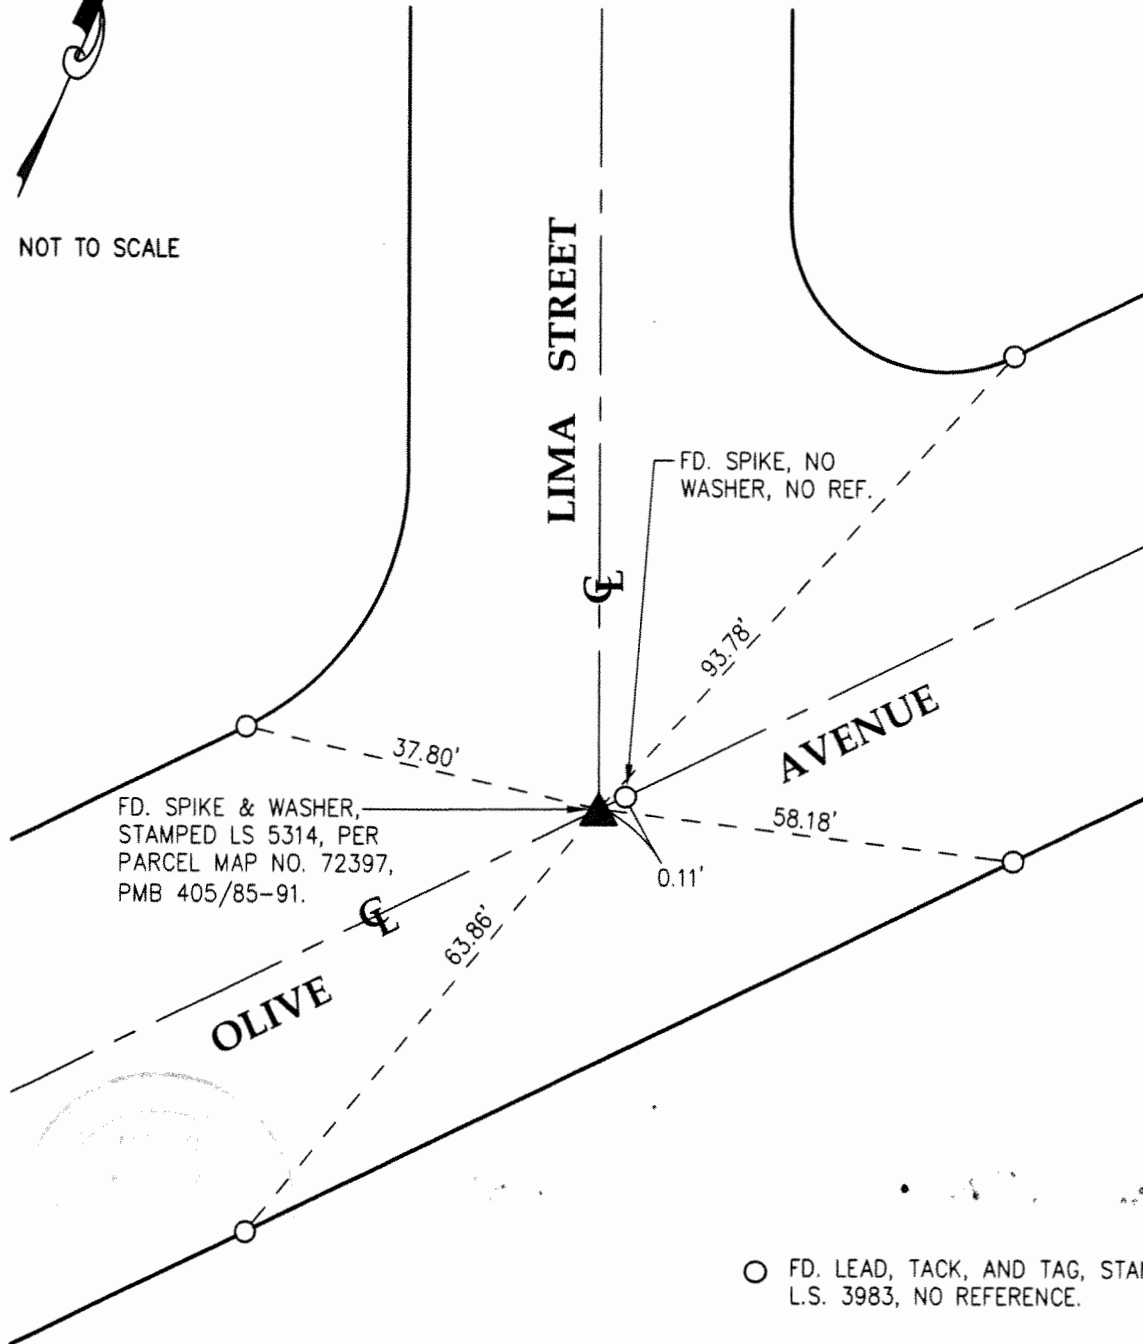 NOT TO SCALE
LIMA STREET
FD. SPIKE, NO
WASHER, NO REF.
℄
93.78'
AVENUE
37.80'
FD. SPIKE & WASHER,
STAMPED LS 5314, PER
PARCEL MAP NO. 72397,
PMB 405/85-91.
58.18'
0.11'
℄
63.86'
OLIVE
FD. LEAD, TACK, AND TAG,
L.S. 3983, NO REFERENCE.